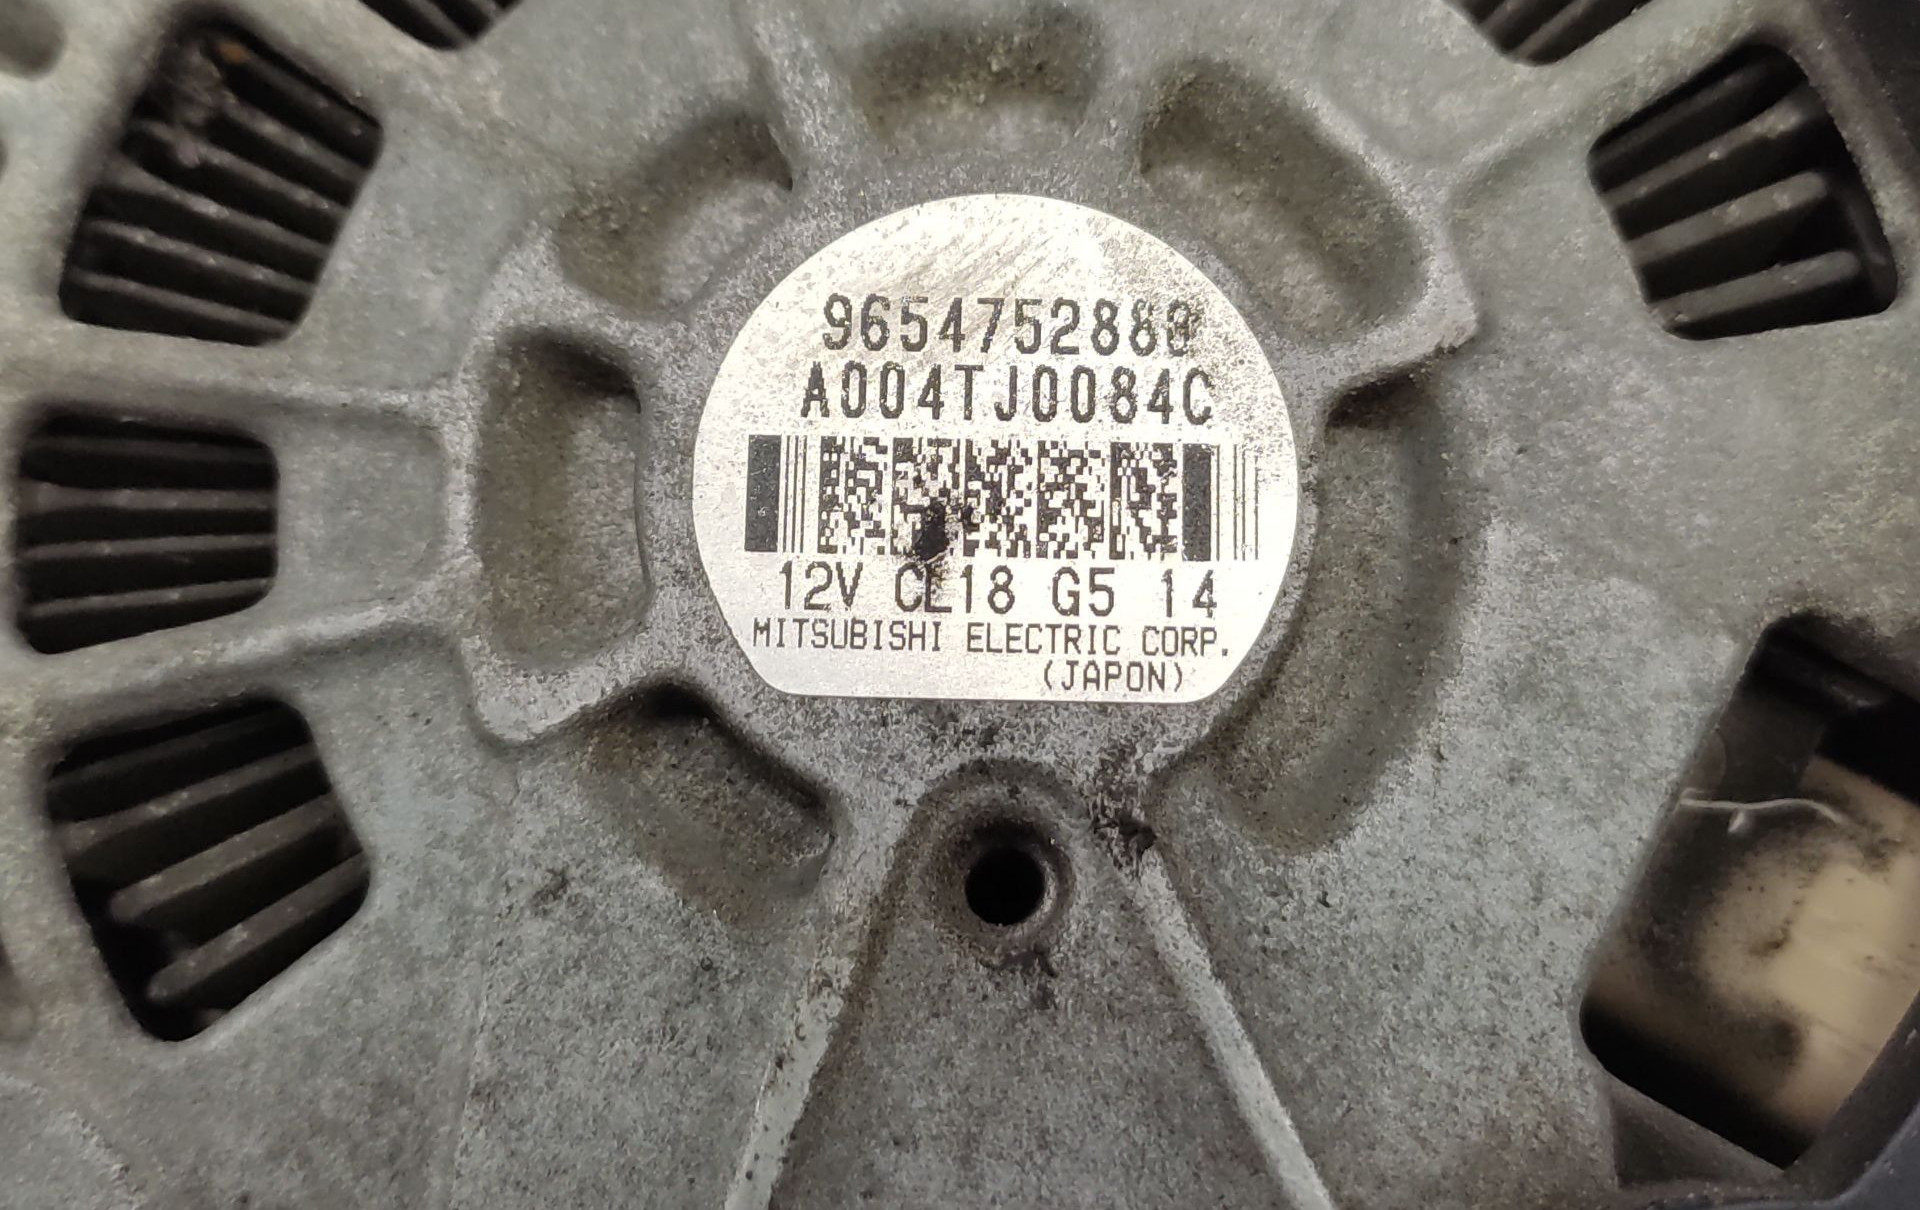 9654752880
A004TJ0084C
12V CL18 G5 14
MITSUBISHI ELECTRIC CORP.
(JAPON)